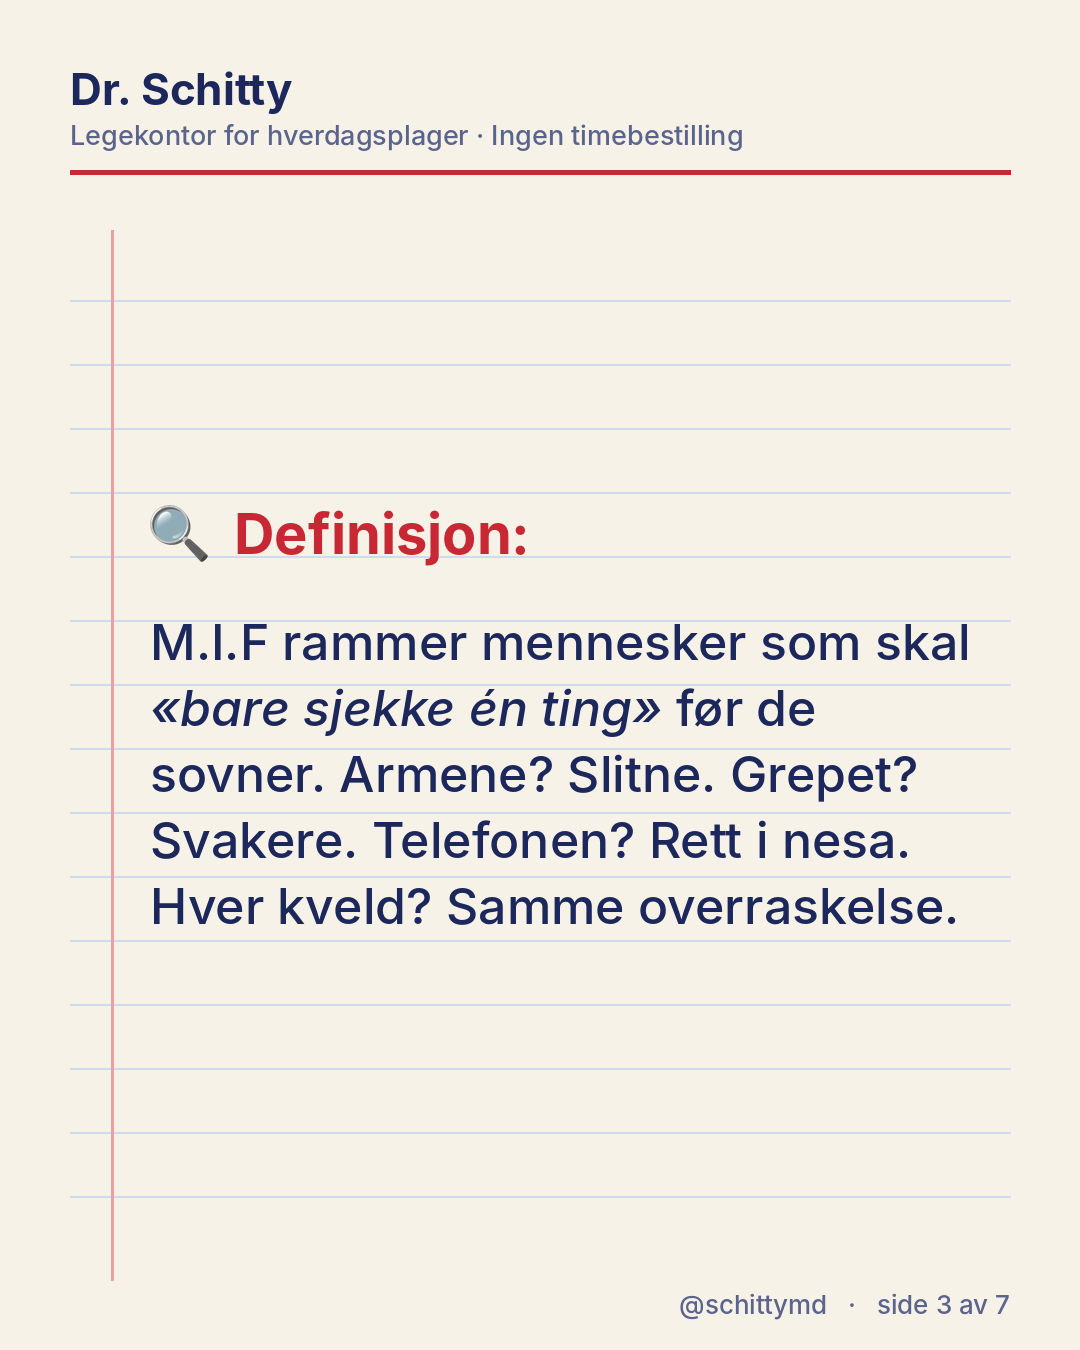 Dr. Schitty
Legekontor for hverdagsplager · Ingen timebestilling
🔍 Definisjon:
M.I.F rammer mennesker som skal
«bare sjekke én ting» før de
sovner. Armene? Slitne. Grepet?
Svakere. Telefonen? Rett i nesa.
Hver kveld? Samme overraskelse.
@schittymd · side 3 av 7